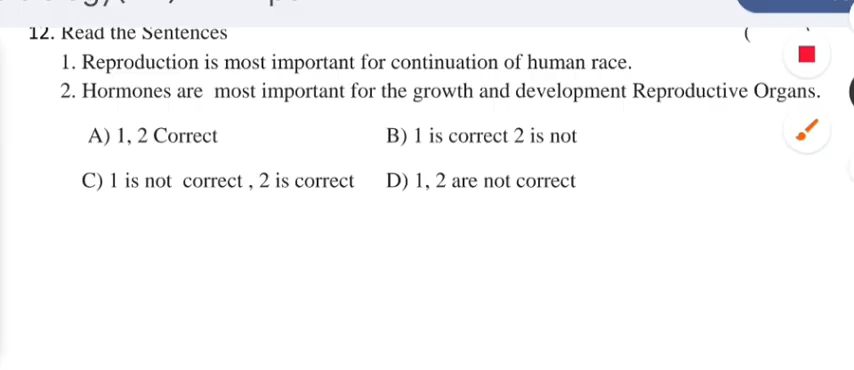 12. Read the Sentences (
1. Reproduction is most important for continuation of human race.
2. Hormones are most important for the growth and development Reproductive Organs.
A) 1, 2 Correct B) 1 is correct 2 is not
C) 1 is not correct , 2 is correct D) 1, 2 are not correct